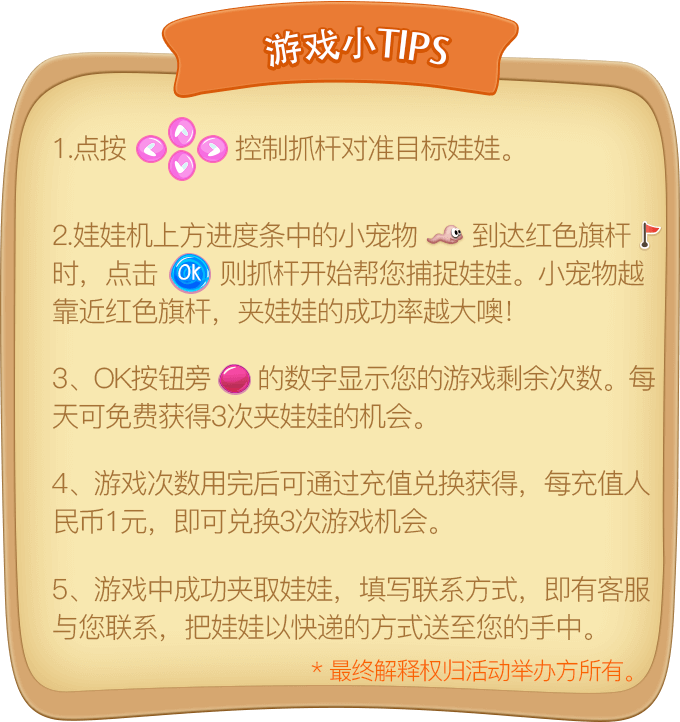 游戏小TIPS
1.点按 控制抓杆对准目标娃娃。
2.娃娃机上方进度条中的小宠物 到达红色旗杆
时，点击 Ok 则抓杆开始帮您捕捉娃娃。小宠物越
靠近红色旗杆，夹娃娃的成功率越大噢！
3、OK按钮旁 的数字显示您的游戏剩余次数。每
天可免费获得3次夹娃娃的机会。
4、游戏次数用完后可通过充值兑换获得，每充值人
民币1元，即可兑换3次游戏机会。
5、游戏中成功夹取娃娃，填写联系方式，即有客服
与您联系，把娃娃以快递的方式送至您的手中。
* 最终解释权归活动举办方所有。